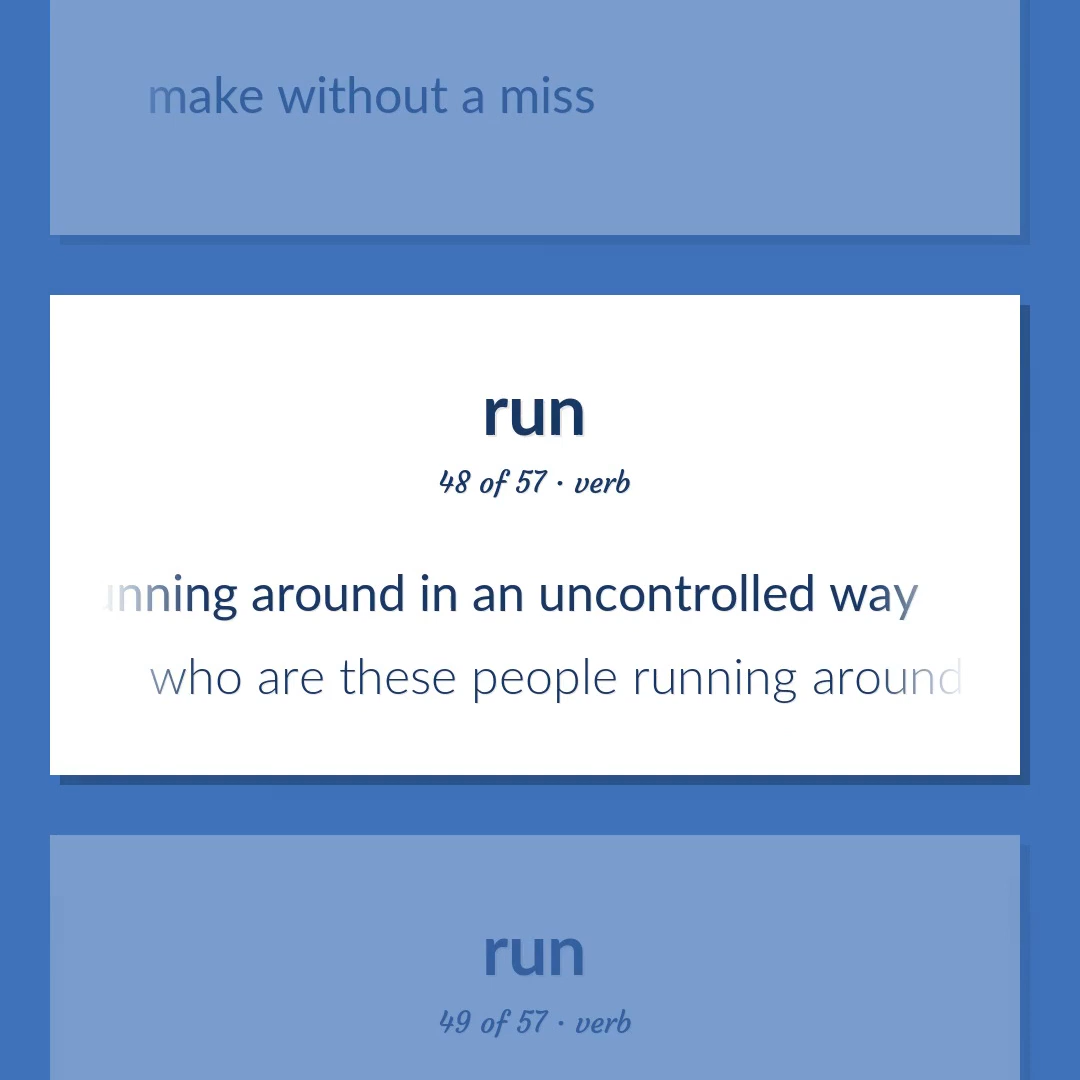 make without a miss
run
48 of 57 · verb
unning around in an uncontrolled way
who are these people running around
run
49 of 57 · verb